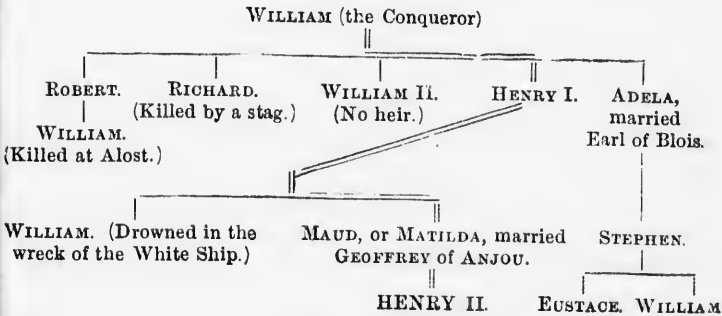 WILLIAM (the Conqueror)
ROBERT. RICHARD. WILLIAM II. HENRY I. ADELA,
(Killed by a stag.) (No heir.) married
WILLIAM. Earl of Blois.
(Killed at Alost.)
WILLIAM. (Drowned in the MAUD, or MATILDA, married STEPHEN.
wreck of the White Ship.) GEOFFREY of ANJOU.
HENRY II. EUSTACE. WILLIAM